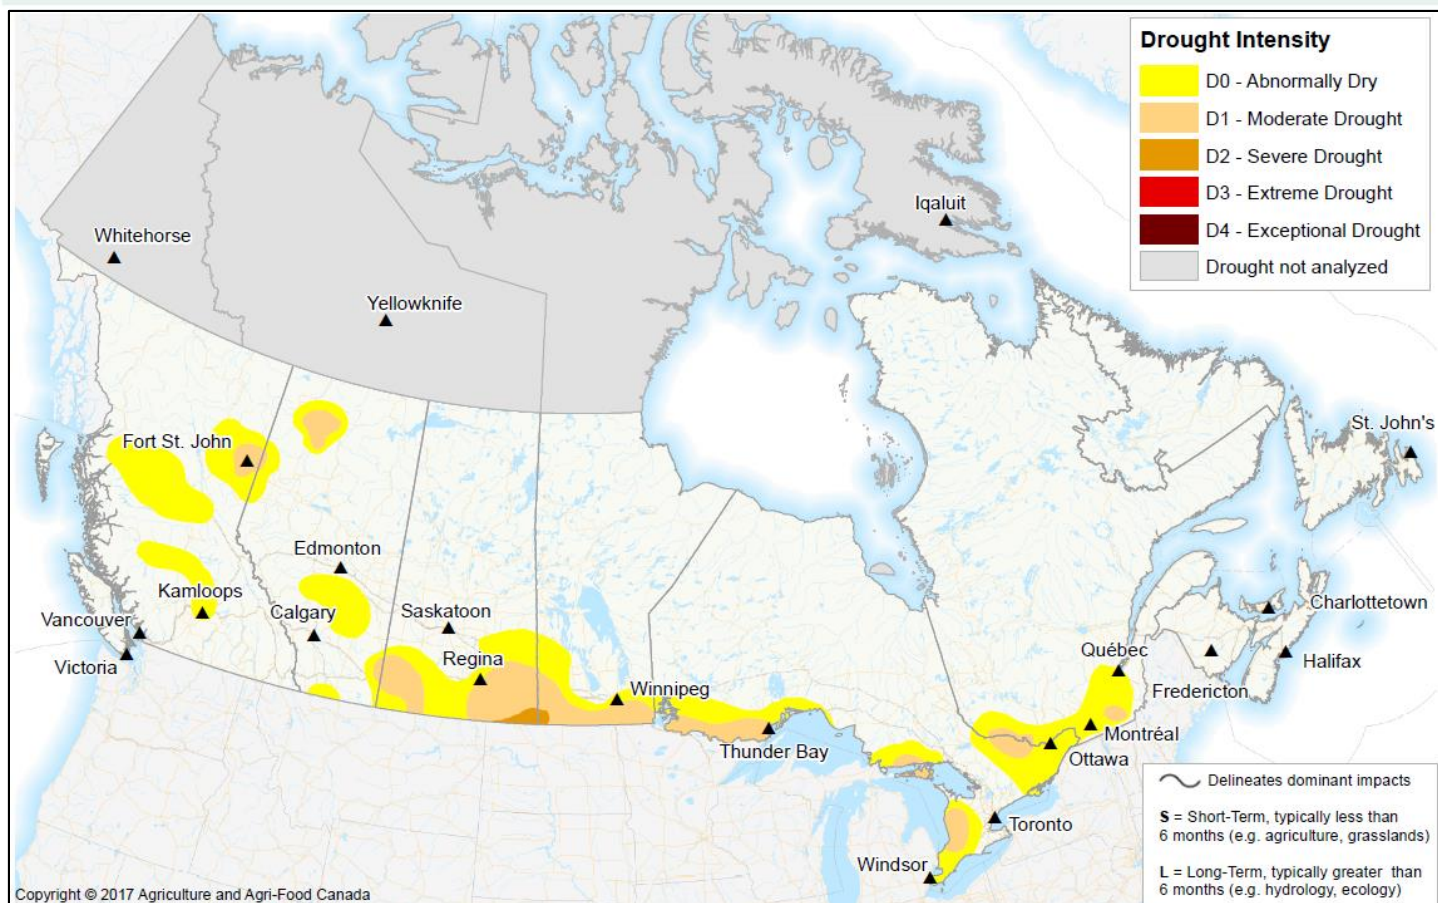 Drought Intensity
D0 - Abnormally Dry
D1 - Moderate Drought
D2 - Severe Drought
D3 - Extreme Drought
D4 - Exceptional Drought
Drought not analyzed
Iqaluit
Whitehorse
Yellowknife
St. John's
Fort St. John
Edmonton
Kamloops
Calgary
Saskatoon
Vancouver
Charlottetown
Victoria
Regina
Québec
Halifax
Winnipeg
Fredericton
Montréal
Thunder Bay
Ottawa
Toronto
Windsor
Delineates dominant impacts
S = Short-Term, typically less than
6 months (e.g. agriculture, grasslands)
L = Long-Term, typically greater than
6 months (e.g. hydrology, ecology)
Copyright © 2017 Agriculture and Agri-Food Canada